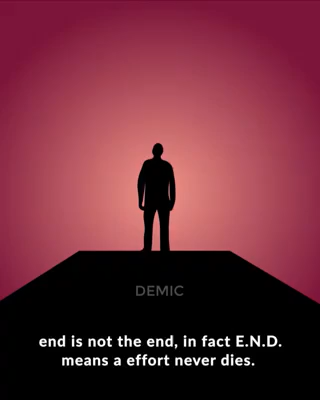 DEMIC
end is not the end, in fact E.N.D.
means a effort never dies.